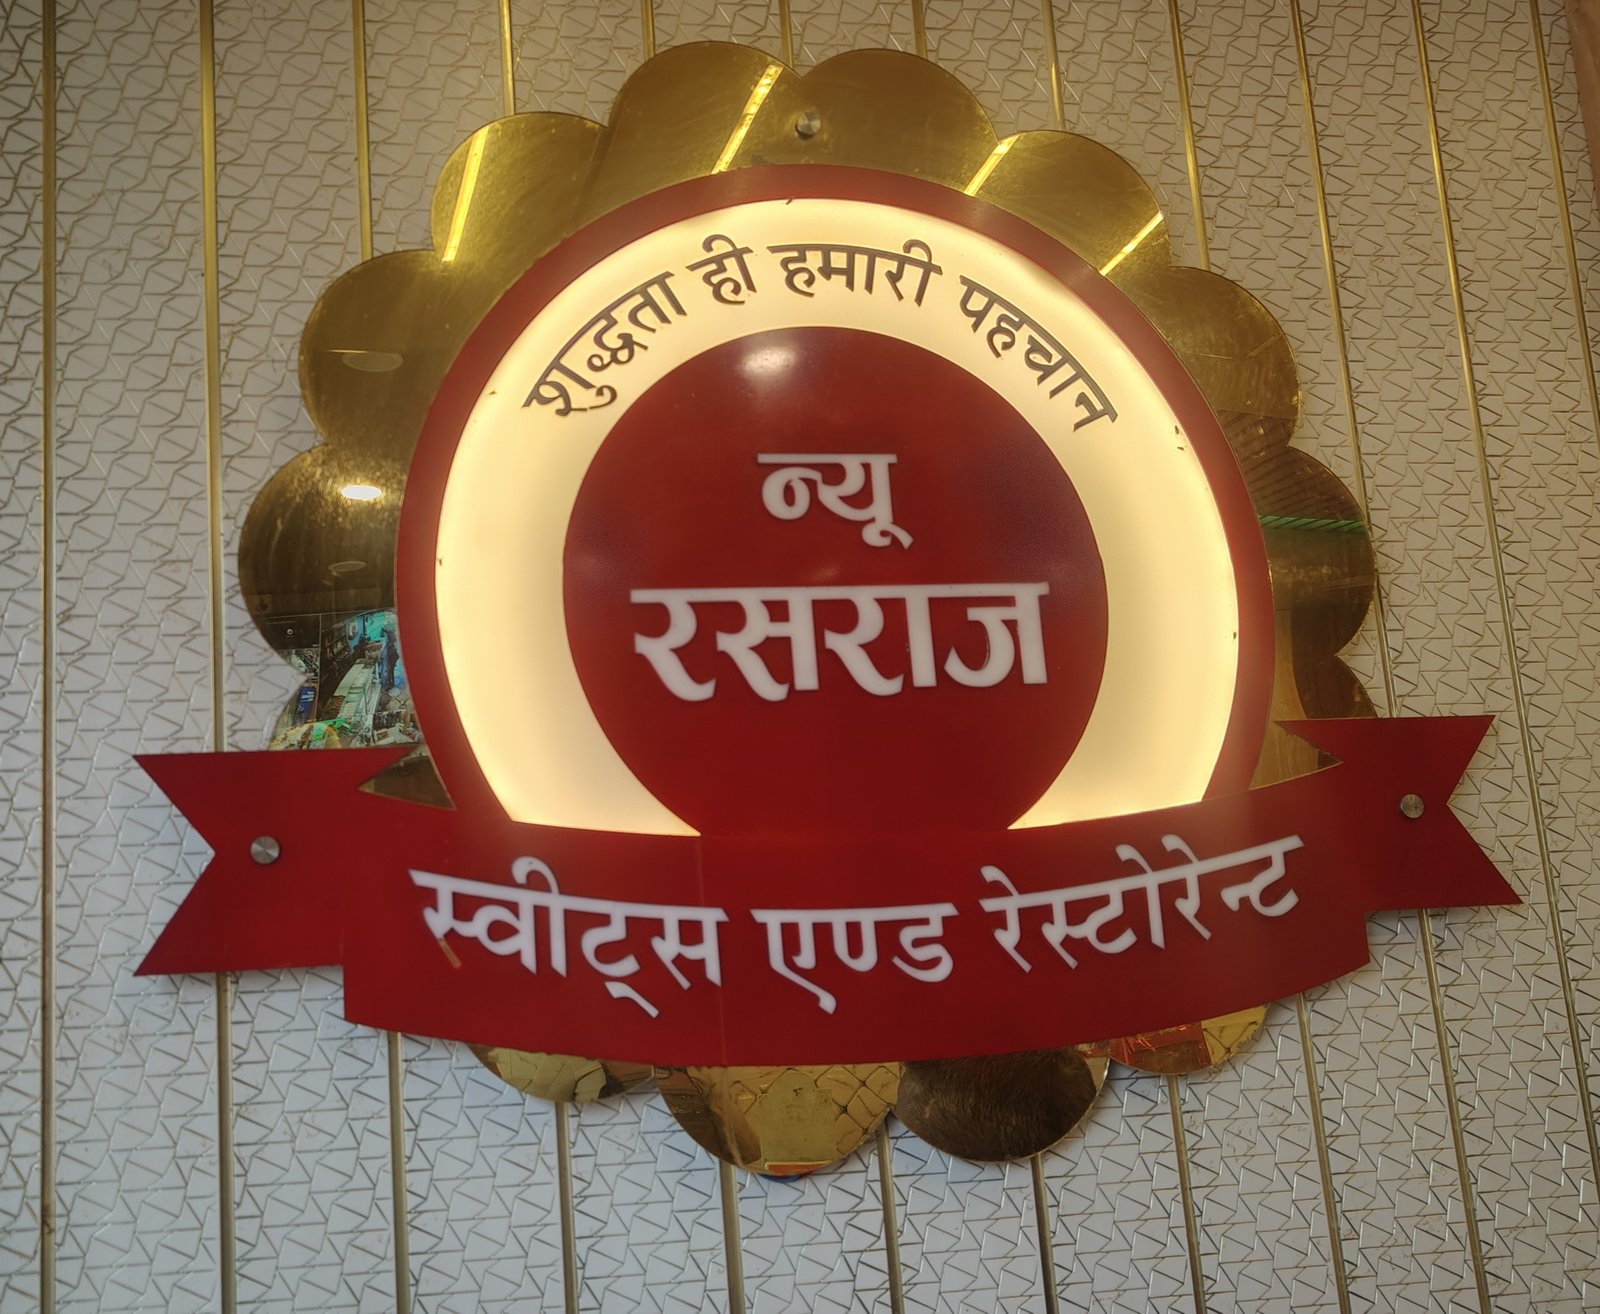 शुद्धता ही हमारी पहचान
न्यू
रसराज
स्वीट्स एण्ड रेस्टोरेन्ट